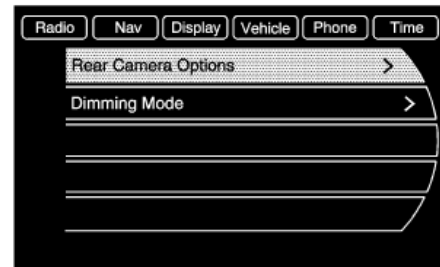 Radio Nav Display Vehicle Phone Time
Rear Camera Options >
Dimming Mode >